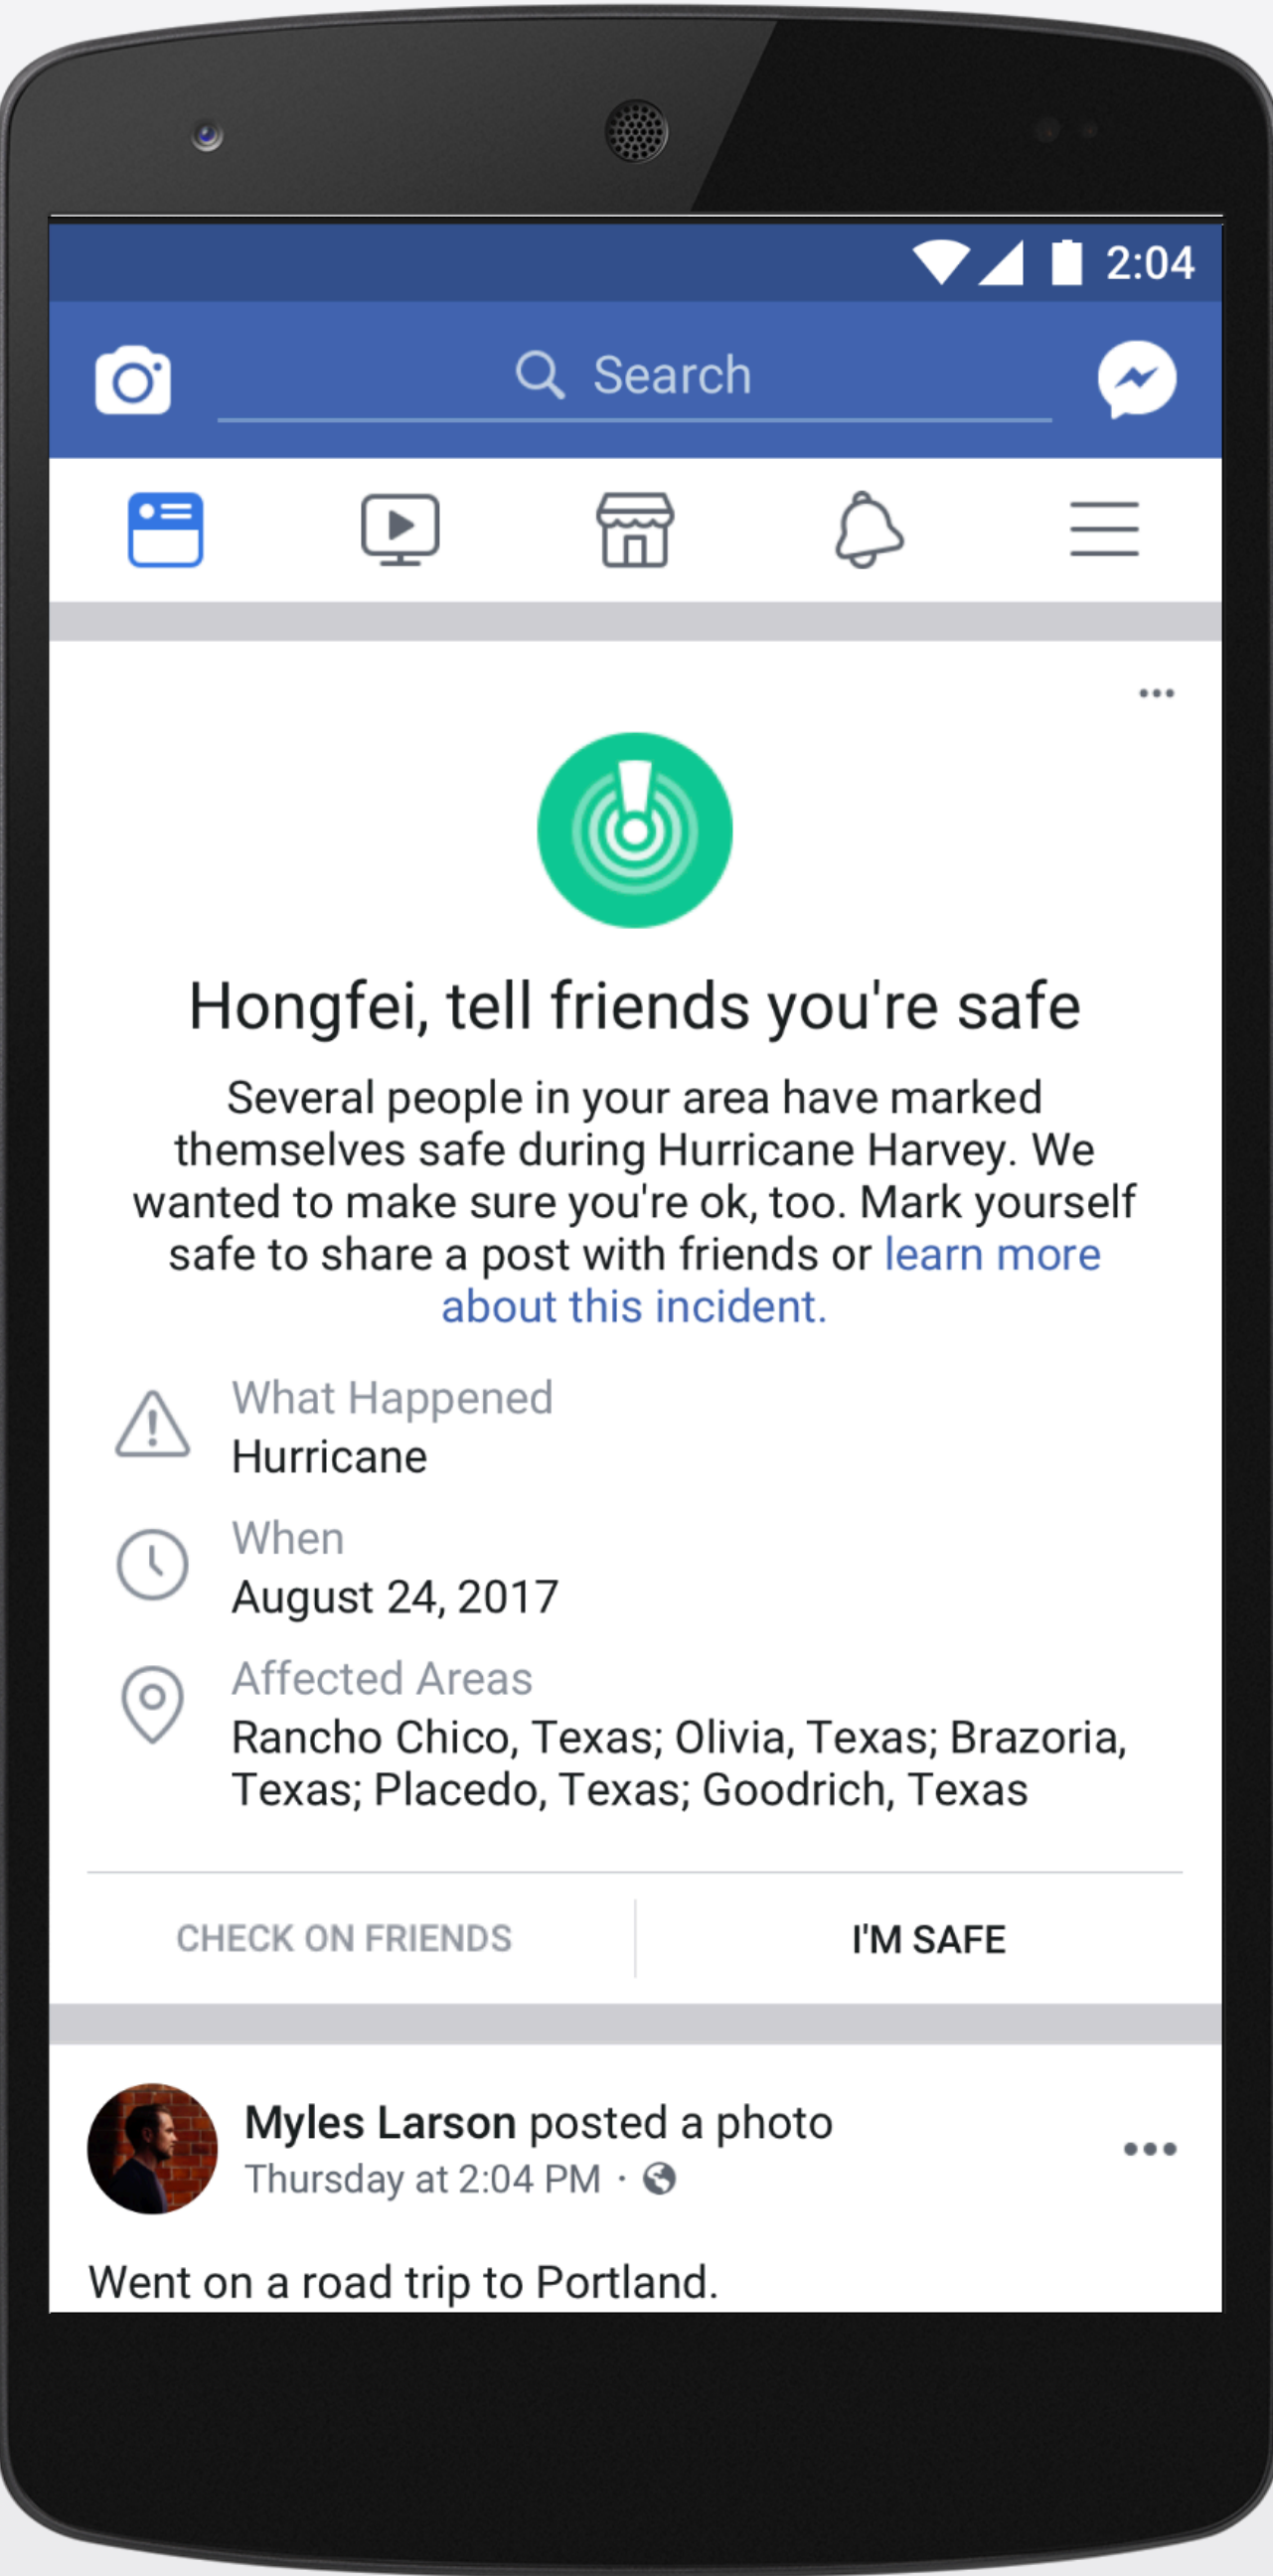 2:04
Search
Hongfei, tell friends you're safe
Several people in your area have marked
themselves safe during Hurricane Harvey. We
wanted to make sure you're ok, too. Mark yourself
safe to share a post with friends or learn more
about this incident.
What Happened
Hurricane
When
August 24, 2017
Affected Areas
Rancho Chico, Texas; Olivia, Texas; Brazoria,
Texas; Placedo, Texas; Goodrich, Texas
CHECK ON FRIENDS
I'M SAFE
Myles Larson posted a photo
Thursday at 2:04 PM ·
Went on a road trip to Portland.